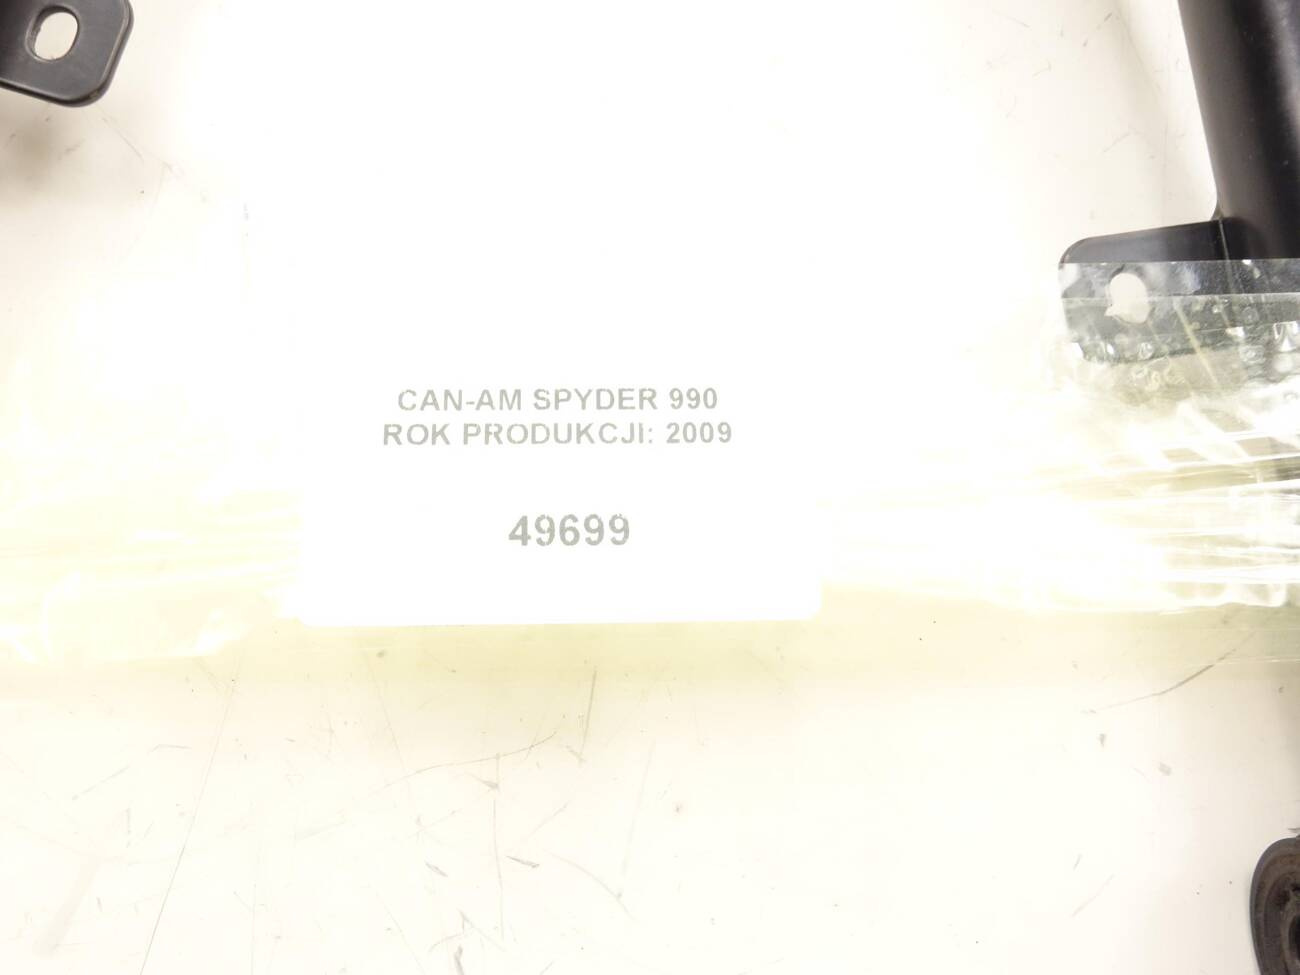 CAN-AM SPYDER 990
ROK PRODUKCJI: 2009
49699